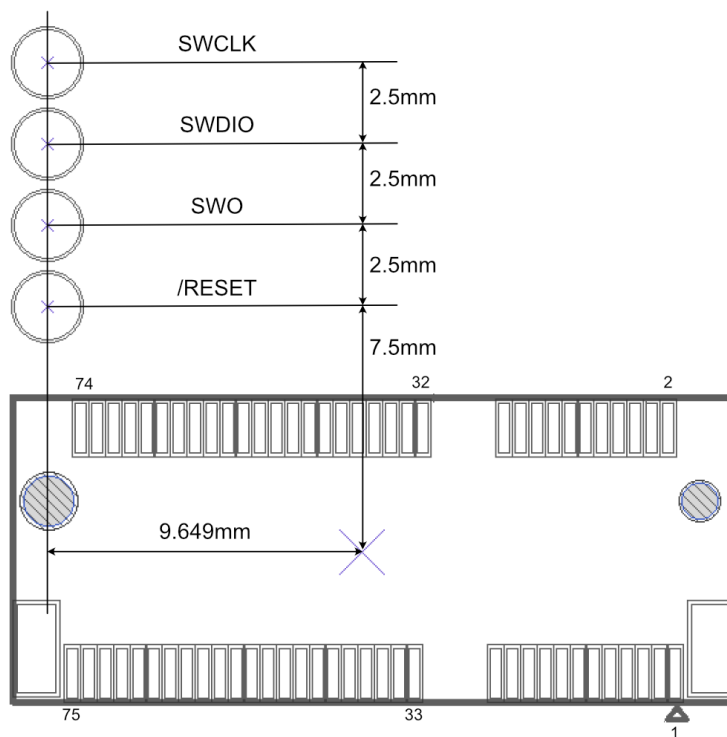 SWCLK
2.5mm
SWDIO
2.5mm
SWO
2.5mm
/RESET
7.5mm
74
32
2
9.649mm
75
33
1